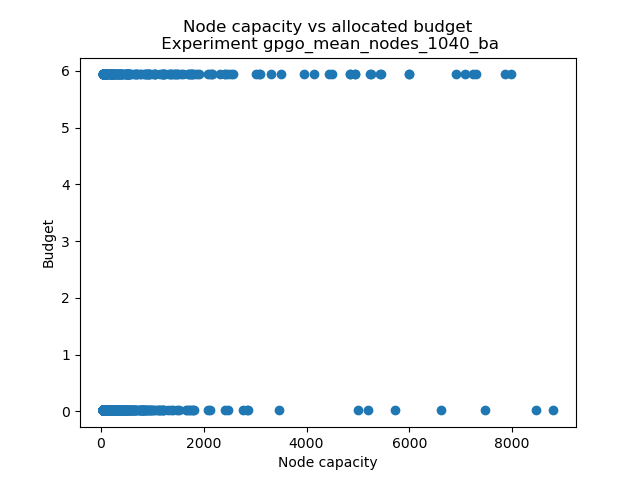 Node capacity vs allocated budget
Experiment gpgo_mean_nodes_1040_ba
6
5
4
3
2
1
0
Budget
0 2000 4000 6000 8000
Node capacity